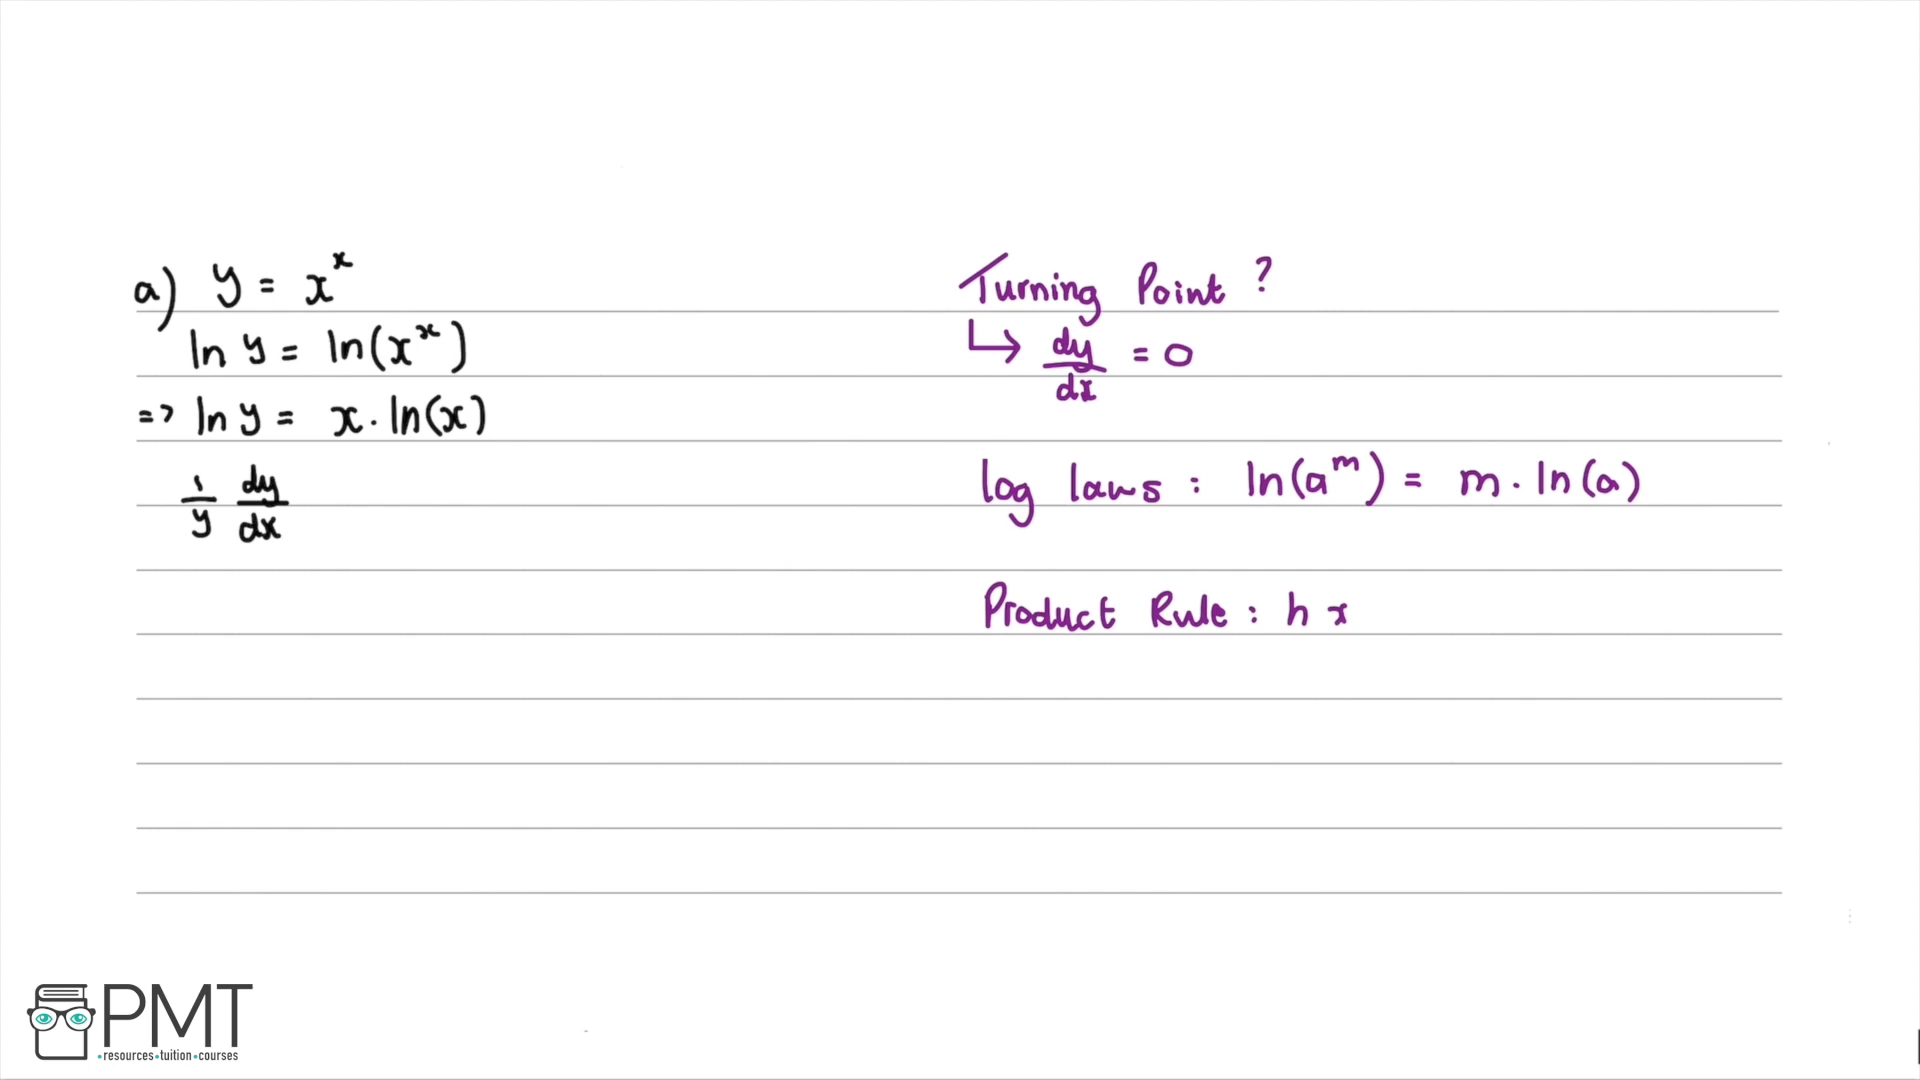 a) y = x^x
ln y = ln(x^x)
=> ln y = x · ln(x)
1/y dy/dx
Turning Point ?
↳ dy/dx = 0
log laws : ln(a^m) = m · ln(a)
Product Rule : h x
PMT
•resources•tuition•courses